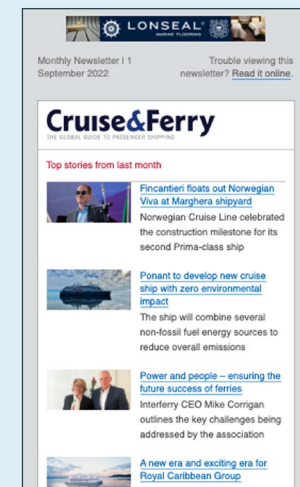 LONSEAL
MARINE FLOORING
Monthly Newsletter | 1
September 2022
Trouble viewing this
newsletter? Read it online.
Cruise&Ferry
THE GLOBAL GUIDE TO PASSENGER SHIPPING
Top stories from last month
Fincantieri floats out Norwegian
Viva at Marghera shipyard
Norwegian Cruise Line celebrated
the construction milestone for its
second Prima-class ship
Ponant to develop new cruise
ship with zero environmental
impact
The ship will combine several
non-fossil fuel energy sources to
reduce overall emissions
Power and people – ensuring the
future success of ferries
Interferry CEO Mike Corrigan
outlines the key challenges being
addressed by the association
A new era and exciting era for
Royal Caribbean Group